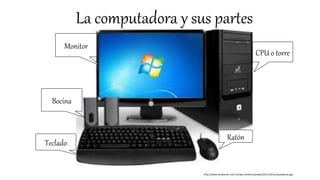 La computadora y sus partes
Monitor
CPU o torre
Bocina
Ratón
Teclado